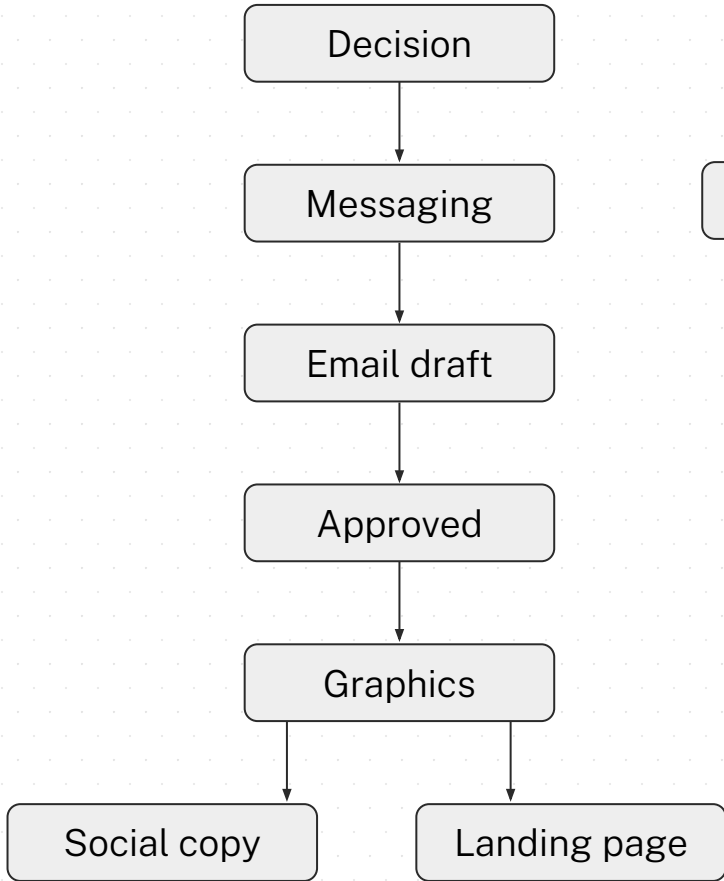 Decision
Messaging
Email draft
Approved
Graphics
Social copy
Landing page